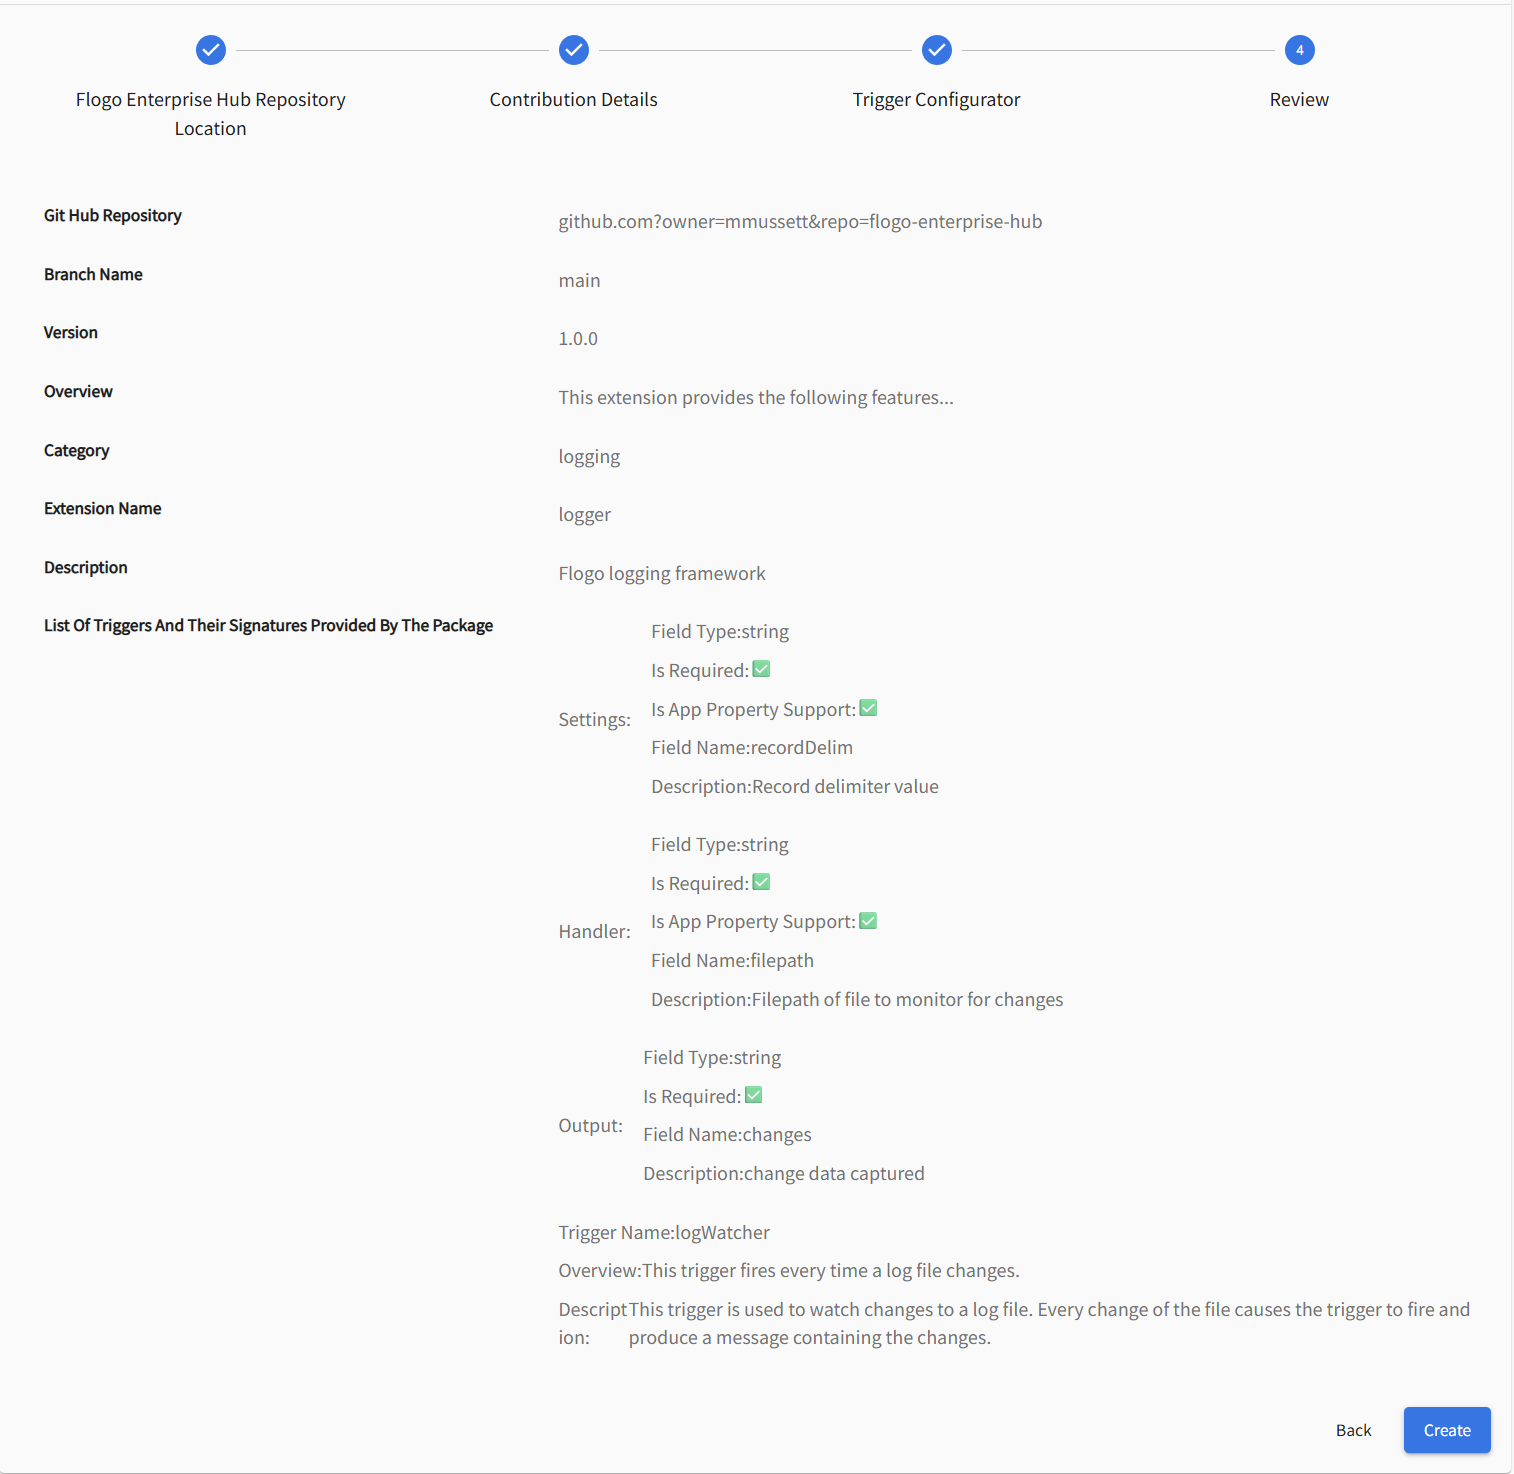 4
Flogo Enterprise Hub Repository
Location
Contribution Details
Trigger Configurator
Review
Git Hub Repository
github.com?owner=mmussett&repo=flogo-enterprise-hub
Branch Name
main
Version
1.0.0
Overview
This extension provides the following features...
Category
logging
Extension Name
logger
Description
Flogo logging framework
List Of Triggers And Their Signatures Provided By The Package
Settings:
Field Type:string
Is Required:✅
Is App Property Support:✅
Field Name:recordDelim
Description:Record delimiter value
Handler:
Field Type:string
Is Required:✅
Is App Property Support:✅
Field Name:filepath
Description:Filepath of file to monitor for changes
Output:
Field Type:string
Is Required:✅
Field Name:changes
Description:change data captured
Trigger Name:logWatcher
Overview:This trigger fires every time a log file changes.
Descript This trigger is used to watch changes to a log file. Every change of the file causes the trigger to fire and
ion: produce a message containing the changes.
Back
Create